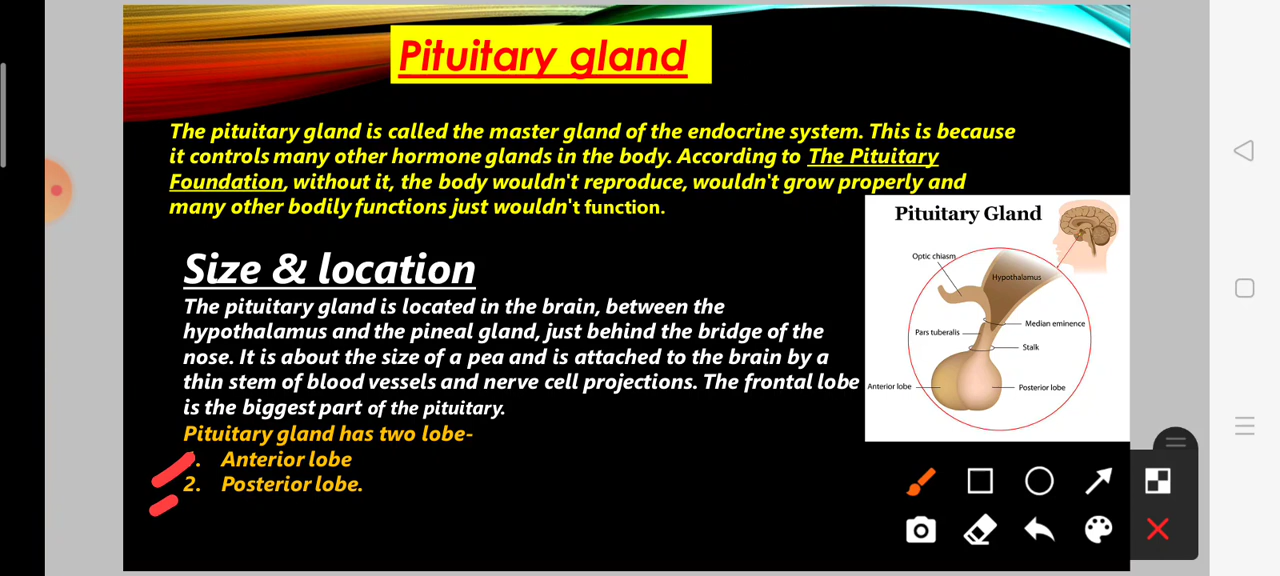 Pituitary gland
The pituitary gland is called the master gland of the endocrine system. This is because
it controls many other hormone glands in the body. According to The Pituitary
Foundation, without it, the body wouldn't reproduce, wouldn't grow properly and
many other bodily functions just wouldn't function.
Size & location
The pituitary gland is located in the brain, between the
hypothalamus and the pineal gland, just behind the bridge of the
nose. It is about the size of a pea and is attached to the brain by a
thin stem of blood vessels and nerve cell projections. The frontal lobe
is the biggest part of the pituitary.
Pituitary gland has two lobe-
1. Anterior lobe
2. Posterior lobe.
Pituitary Gland
Optic chiasm
Hypothalamus
Median eminence
Pars tuberalis
Stalk
Anterior lobe
Posterior lobe